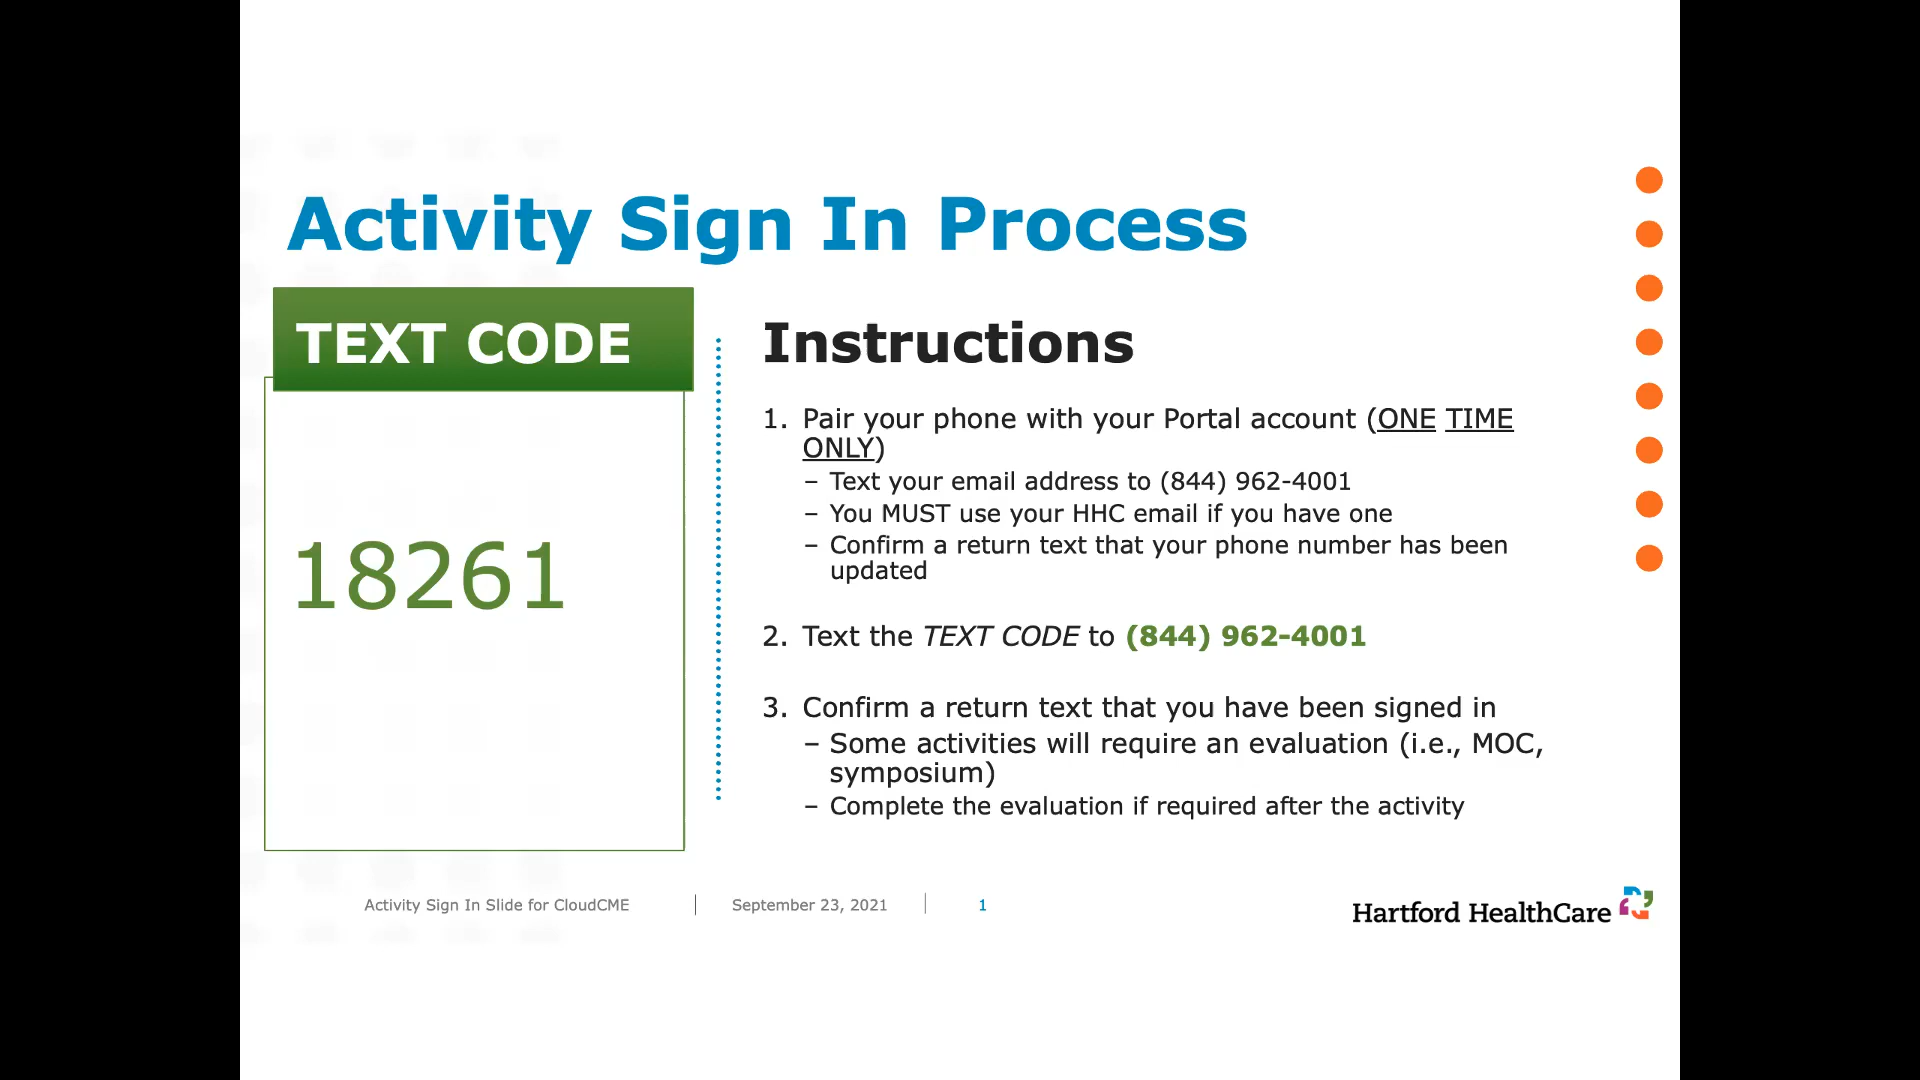 Activity Sign In Process
TEXT CODE
18261
Instructions
1. Pair your phone with your Portal account (ONE TIME
ONLY)
– Text your email address to (844) 962-4001
– You MUST use your HHC email if you have one
– Confirm a return text that your phone number has been
updated
2. Text the TEXT CODE to (844) 962-4001
3. Confirm a return text that you have been signed in
– Some activities will require an evaluation (i.e., MOC,
symposium)
– Complete the evaluation if required after the activity
Activity Sign In Slide for CloudCME | September 23, 2021 | 1
Hartford HealthCare